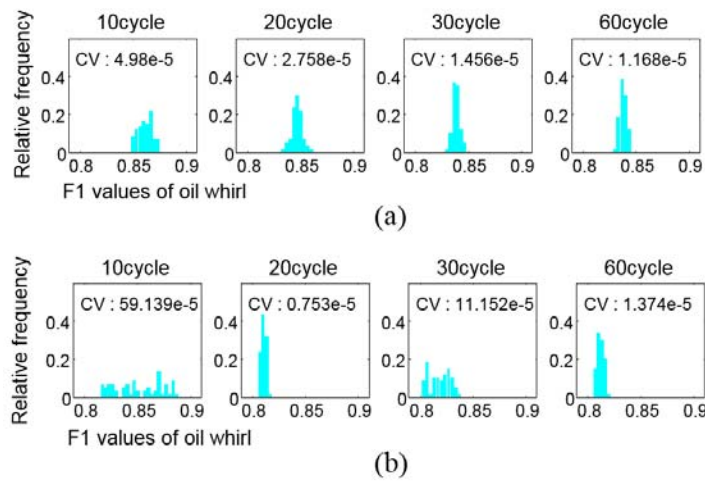 10cycle 20cycle 30cycle 60cycle
CV : 4.98e-5 CV : 2.758e-5 CV : 1.456e-5 CV : 1.168e-5
Relative frequency
0.4
0.2
0
0.8 0.85 0.9 0.8 0.85 0.9 0.8 0.85 0.9 0.8 0.85 0.9
F1 values of oil whirl
(a)
10cycle 20cycle 30cycle 60cycle
CV : 59.139e-5 CV : 0.753e-5 CV : 11.152e-5 CV : 1.374e-5
Relative frequency
0.4
0.2
0
0.8 0.85 0.9 0.8 0.85 0.9 0.8 0.85 0.9 0.8 0.85 0.9
F1 values of oil whirl
(b)